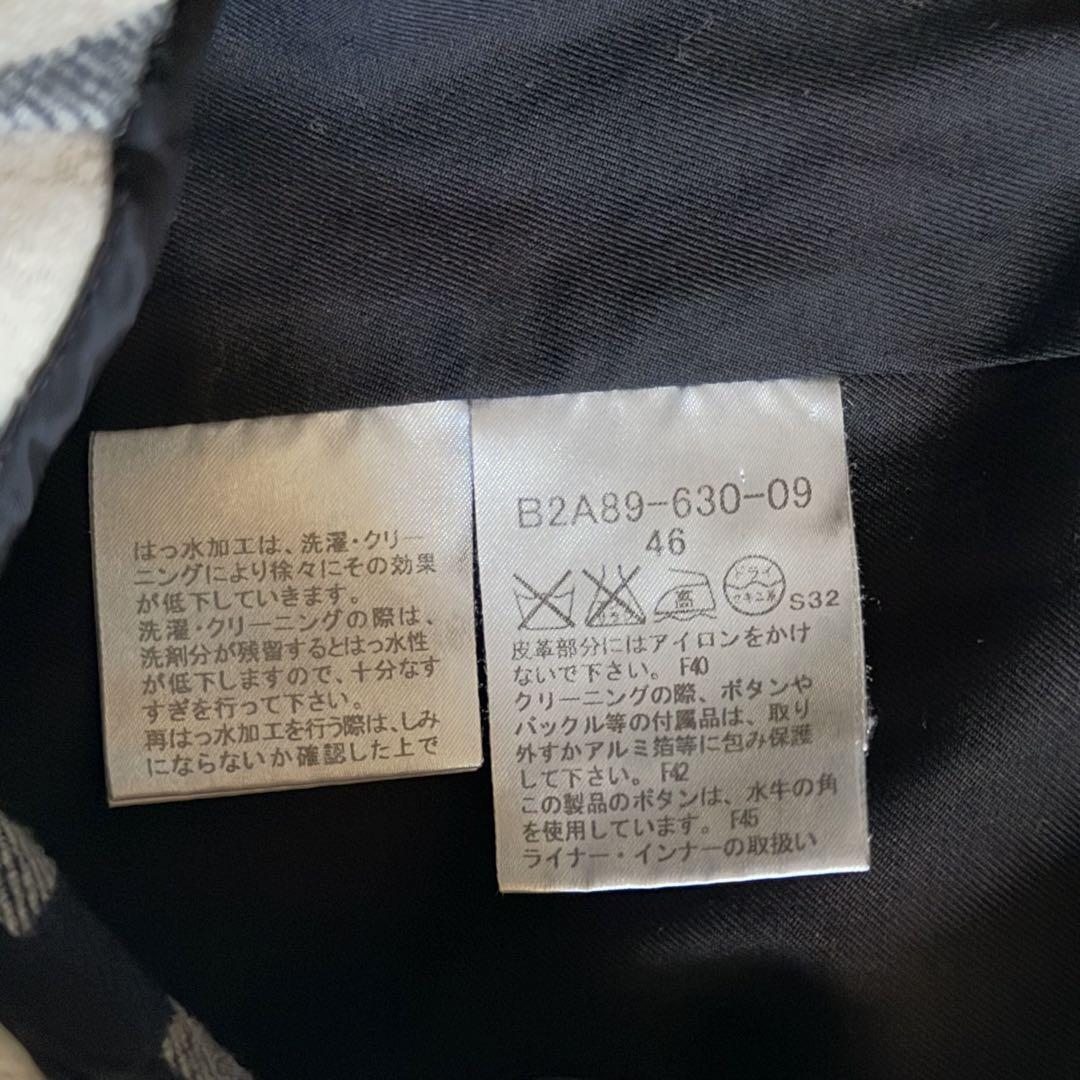 はっ水加工は、洗濯・クリー
ニングにより徐々にその効果
が低下していきます。
洗濯・クリーニングの際は、
洗剤分が残留するとはっ水性
が低下しますので、十分なす
すぎを行って下さい。
再はっ水加工を行う際は、しみ
にならないか確認した上で
B2A89-630-09
46
ドライ
セキユ系
S32
皮革部分にはアイロンをかけ
ないで下さい。 F40
クリーニングの際、ボタンや
バックル等の付属品は、取り
外すかアルミ箔等に包み保護
して下さい。 F42
この製品のボタンは、水牛の角
を使用しています。 F45
ライナー・インナーの取扱い